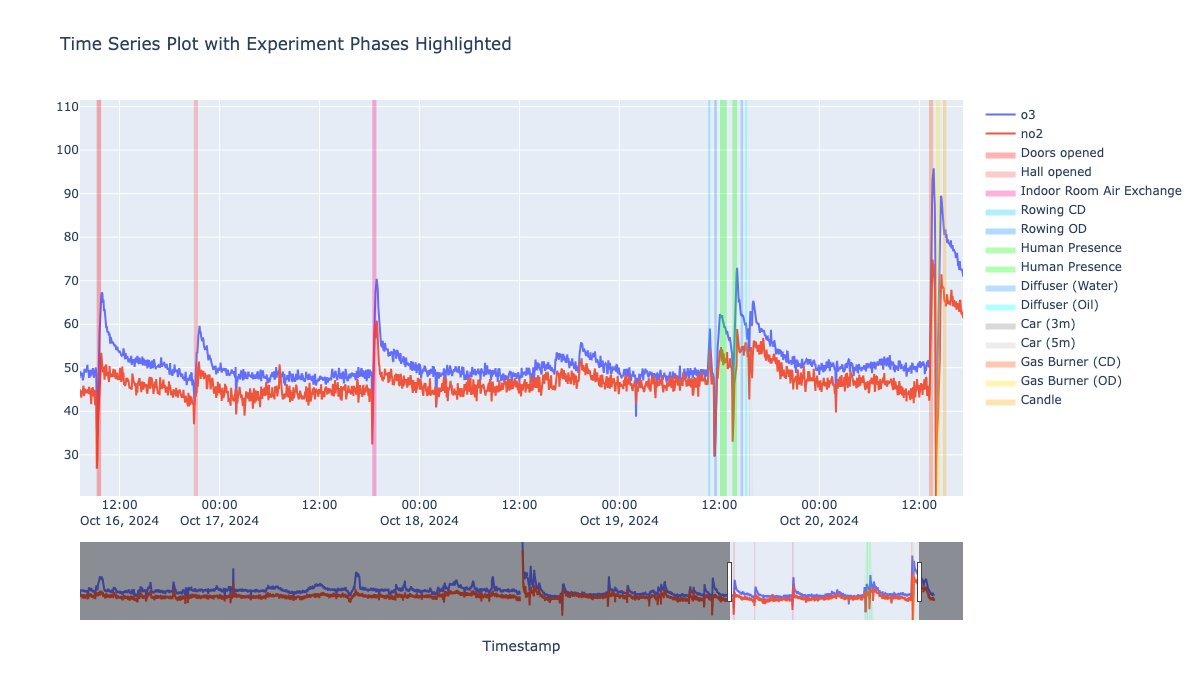 Time Series Plot with Experiment Phases Highlighted
110
100
90
80
70
60
50
40
30
12:00
Oct 16, 2024
00:00
Oct 17, 2024
12:00
00:00
Oct 18, 2024
12:00
00:00
Oct 19, 2024
12:00
00:00
Oct 20, 2024
12:00
Timestamp
o3
no2
Doors opened
Hall opened
Indoor Room Air Exchange
Rowing CD
Rowing OD
Human Presence
Human Presence
Diffuser (Water)
Diffuser (Oil)
Car (3m)
Car (5m)
Gas Burner (CD)
Gas Burner (OD)
Candle